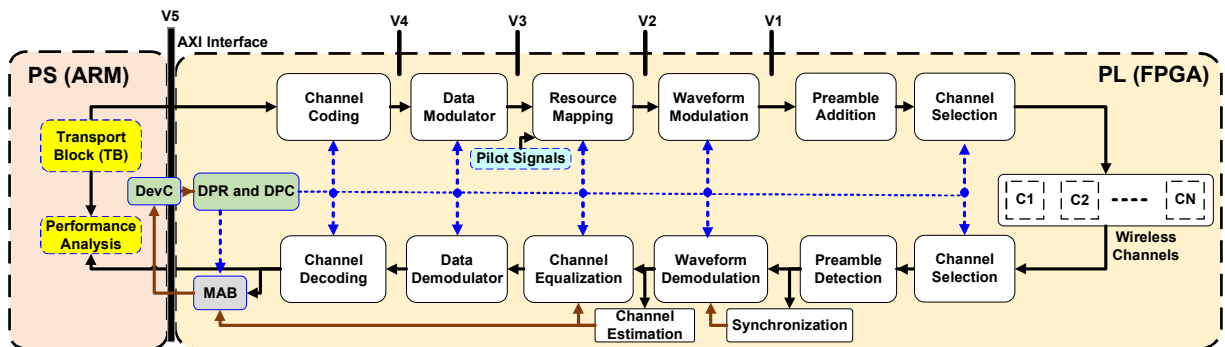 V5
V4
V3
V2
V1
AXI Interface
PS (ARM)
PL (FPGA)
Channel
Coding
Data
Modulator
Resource
Mapping
Waveform
Modulation
Preamble
Addition
Channel
Selection
Transport
Block (TB)
Pilot Signals
DevC
DPR and DPC
C1
C2
CN
Performance
Analysis
Wireless
Channels
Channel
Decoding
Data
Demodulator
Channel
Equalization
Waveform
Demodulation
Preamble
Detection
Channel
Selection
MAB
Channel
Estimation
Synchronization